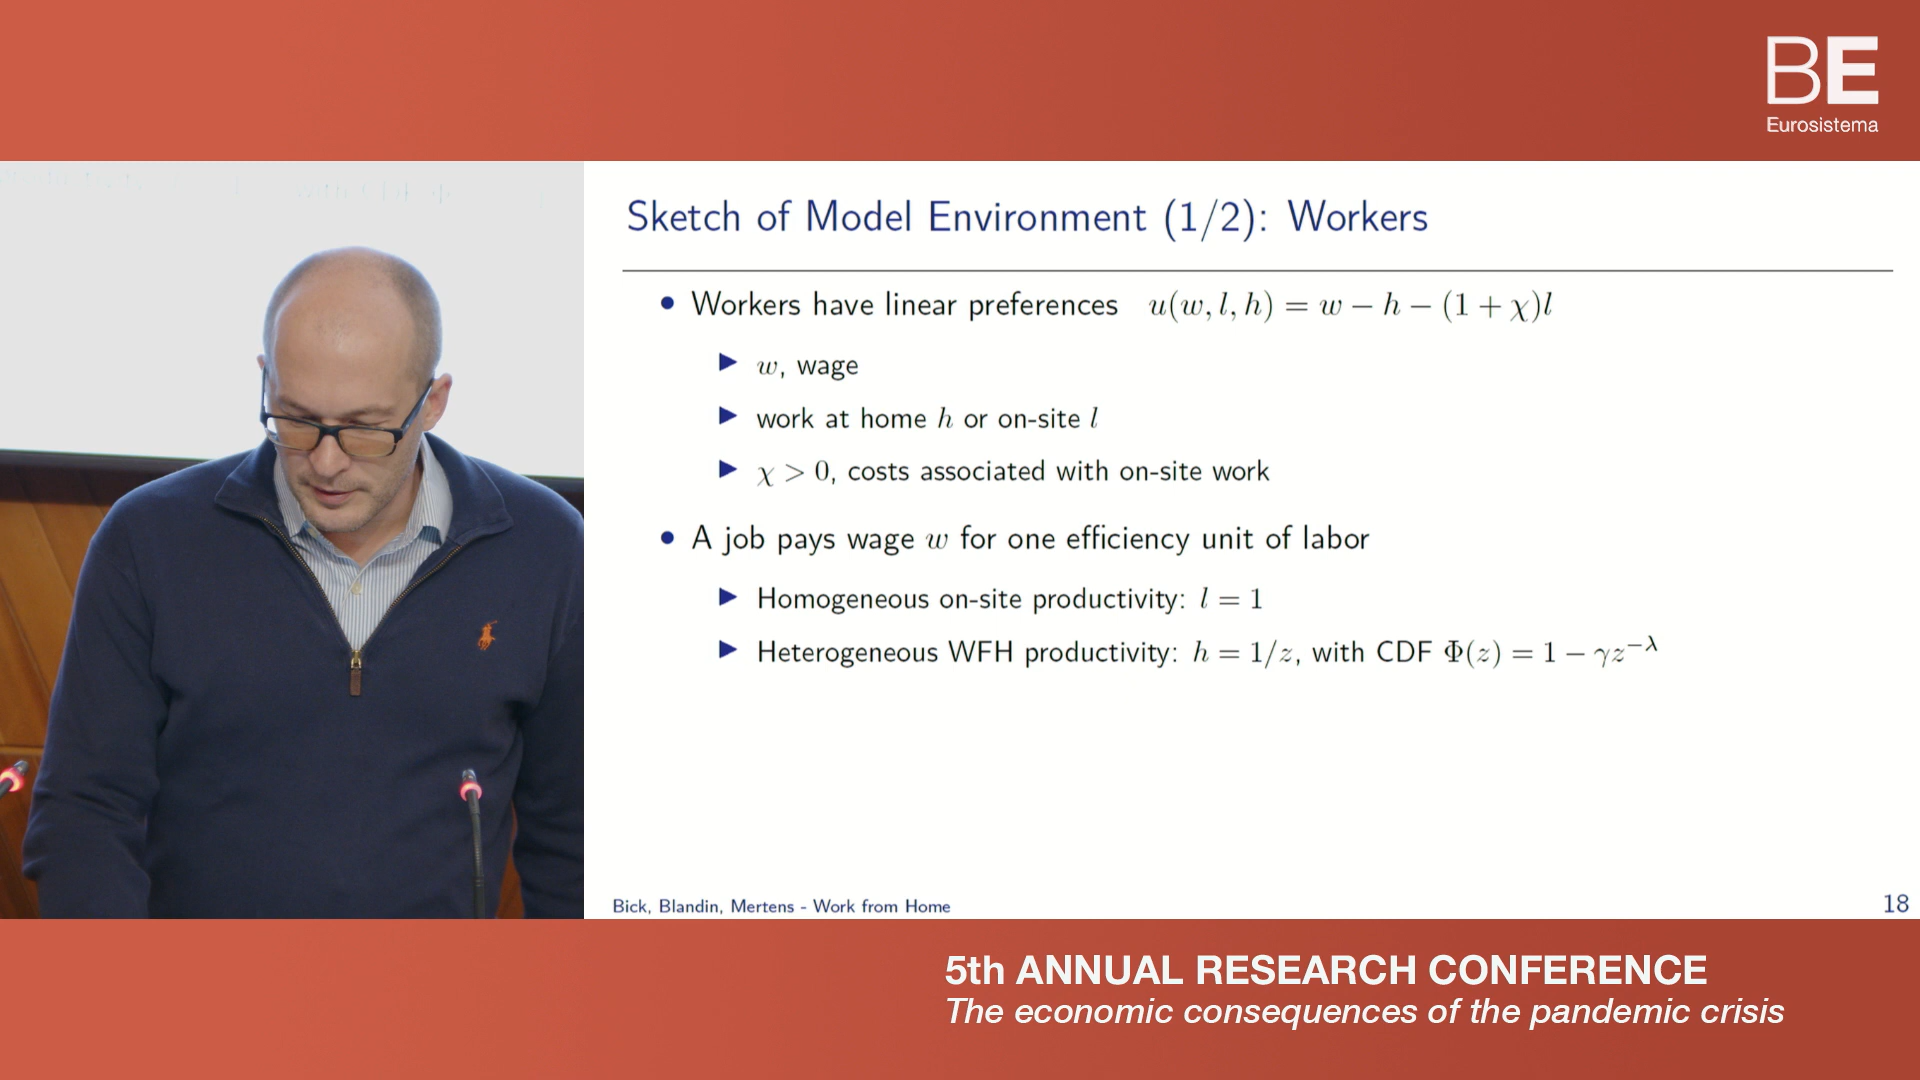 BE
Eurosistema
Sketch of Model Environment (1/2): Workers
• Workers have linear preferences u(w, l, h) = w − h − (1 + χ)l
▶ w, wage
▶ work at home h or on-site l
▶ χ > 0, costs associated with on-site work
• A job pays wage w for one efficiency unit of labor
▶ Homogeneous on-site productivity: l = 1
▶ Heterogeneous WFH productivity: h = 1/z, with CDF Φ(z) = 1 − γz^{−λ}
Bick, Blandin, Mertens - Work from Home
18
5th ANNUAL RESEARCH CONFERENCE
The economic consequences of the pandemic crisis